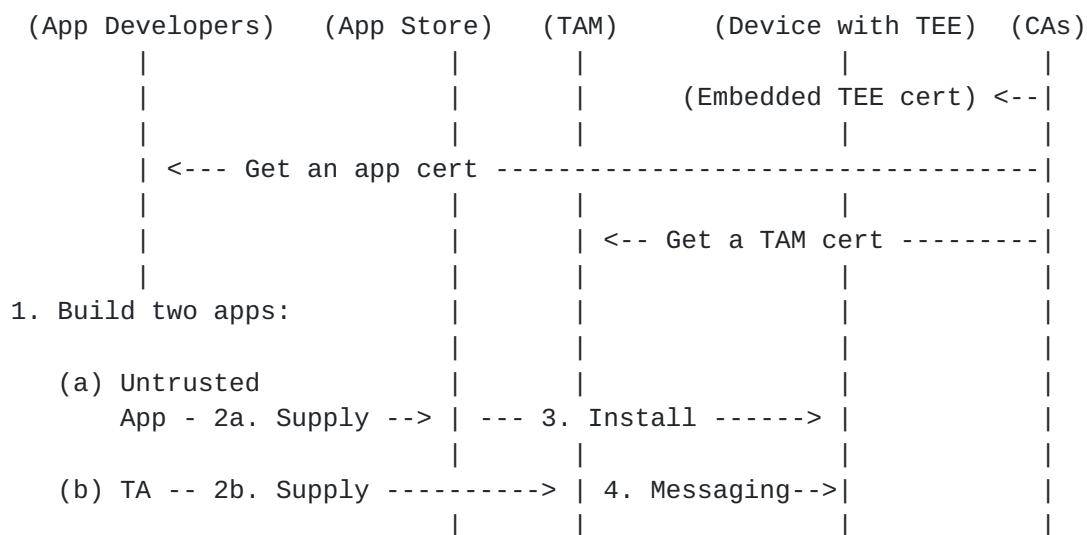 (App Developers)   (App Store)   (TAM)      (Device with TEE)  (CAs)
       |                   |       |                |            |
       |                   |       |      (Embedded TEE cert) <--|
       |                   |       |                |            |
       | <--- Get an app cert -----------------------------------|
       |                   |       |                |            |
       |                   |       | <-- Get a TAM cert ---------|
       |                   |       |                |            |
1. Build two apps:         |       |                |            |
                           |       |                |            |
   (a) Untrusted           |       |                |            |
       App - 2a. Supply --> | --- 3. Install ------> |            |
                           |       |                |            |
   (b) TA -- 2b. Supply ----------> | 4. Messaging-->|            |
                           |       |                |            |